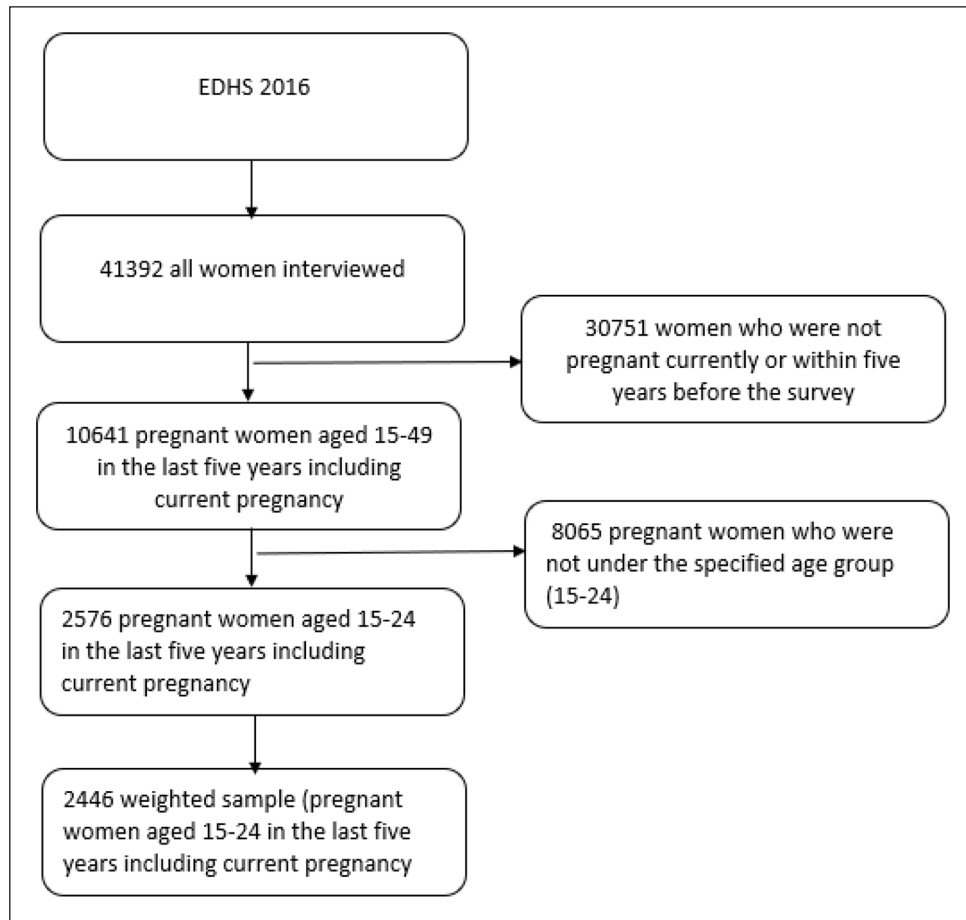 EDHS 2016
41392 all women interviewed
30751 women who were not
pregnant currently or within five
years before the survey
10641 pregnant women aged 15-49
in the last five years including
current pregnancy
8065 pregnant women who were
not under the specified age group
(15-24)
2576 pregnant women aged 15-24
in the last five years including
current pregnancy
2446 weighted sample (pregnant
women aged 15-24 in the last five
years including current pregnancy